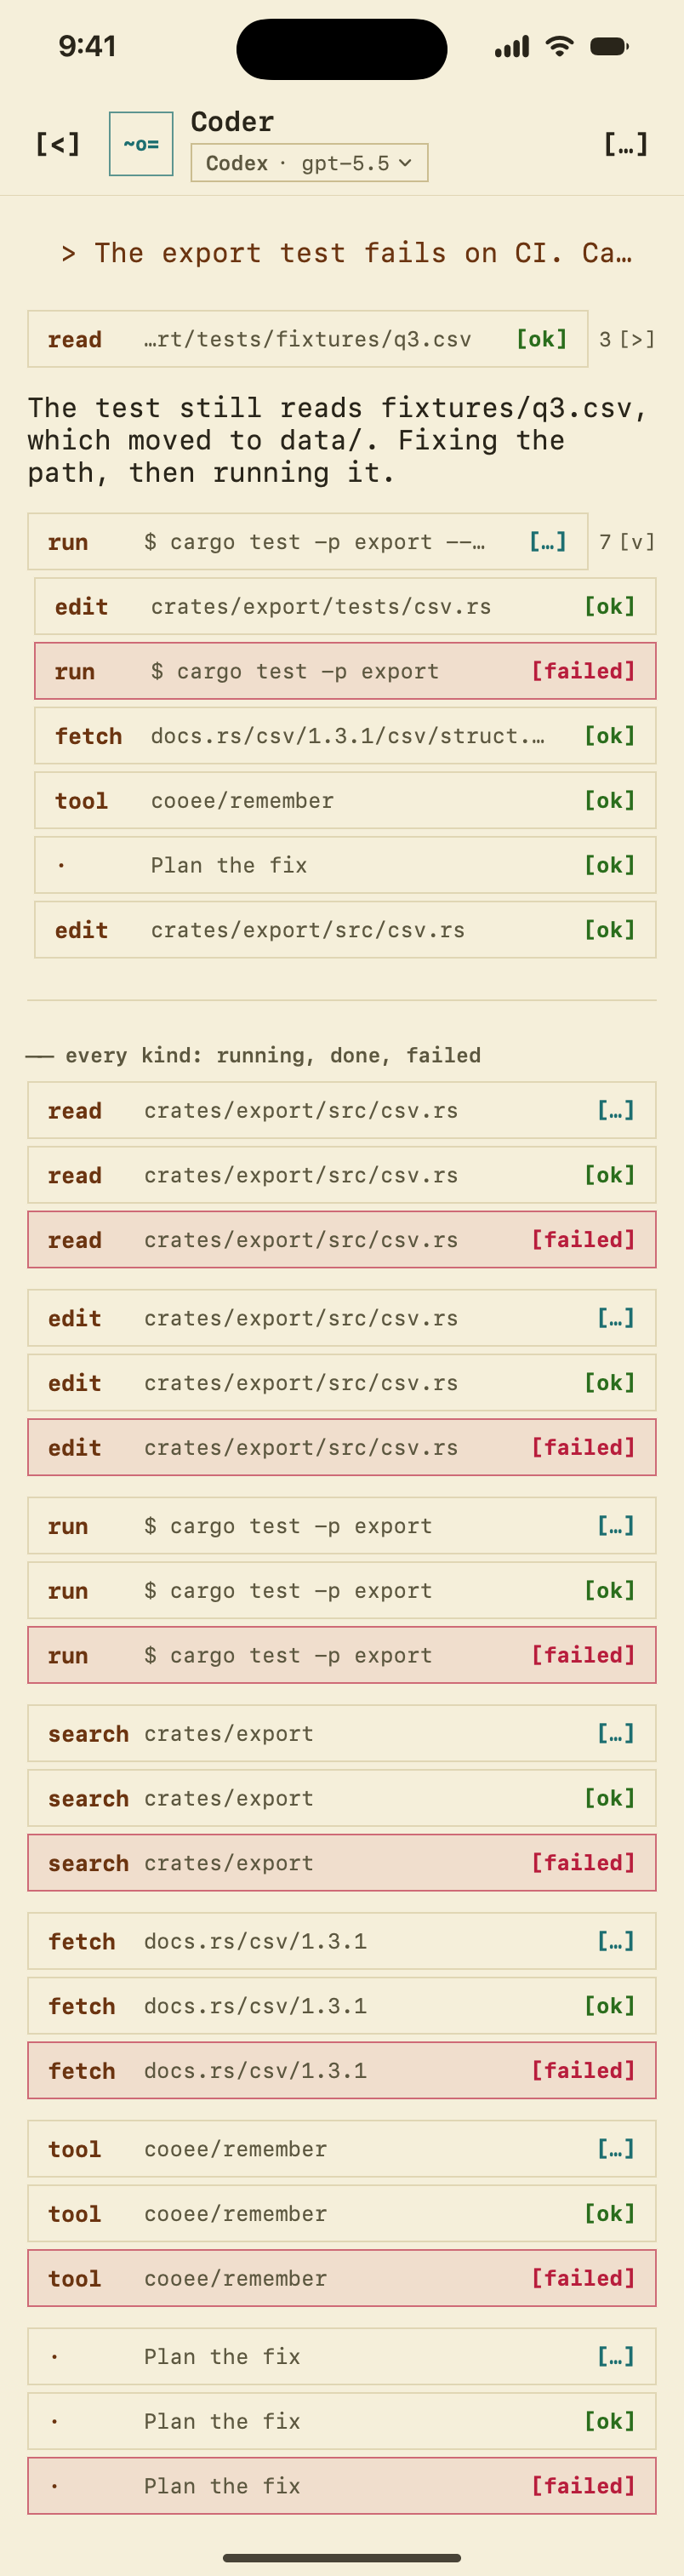 9:41
[<]
~o=
Coder
[…]
Codex · gpt-5.5
> The export test fails on CI. Ca…
read …rt/tests/fixtures/q3.csv [ok] 3 [>]
The test still reads fixtures/q3.csv,
which moved to data/. Fixing the
path, then running it.
run $ cargo test -p export --… […] 7 [v]
edit crates/export/tests/csv.rs [ok]
run $ cargo test -p export [failed]
fetch docs.rs/csv/1.3.1/csv/struct.… [ok]
tool cooee/remember [ok]
· Plan the fix [ok]
edit crates/export/src/csv.rs [ok]
—— every kind: running, done, failed
read crates/export/src/csv.rs […]
read crates/export/src/csv.rs [ok]
read crates/export/src/csv.rs [failed]
edit crates/export/src/csv.rs […]
edit crates/export/src/csv.rs [ok]
edit crates/export/src/csv.rs [failed]
run $ cargo test -p export […]
run $ cargo test -p export [ok]
run $ cargo test -p export [failed]
search crates/export […]
search crates/export [ok]
search crates/export [failed]
fetch docs.rs/csv/1.3.1 […]
fetch docs.rs/csv/1.3.1 [ok]
fetch docs.rs/csv/1.3.1 [failed]
tool cooee/remember […]
tool cooee/remember [ok]
tool cooee/remember [failed]
· Plan the fix […]
· Plan the fix [ok]
· Plan the fix [failed]